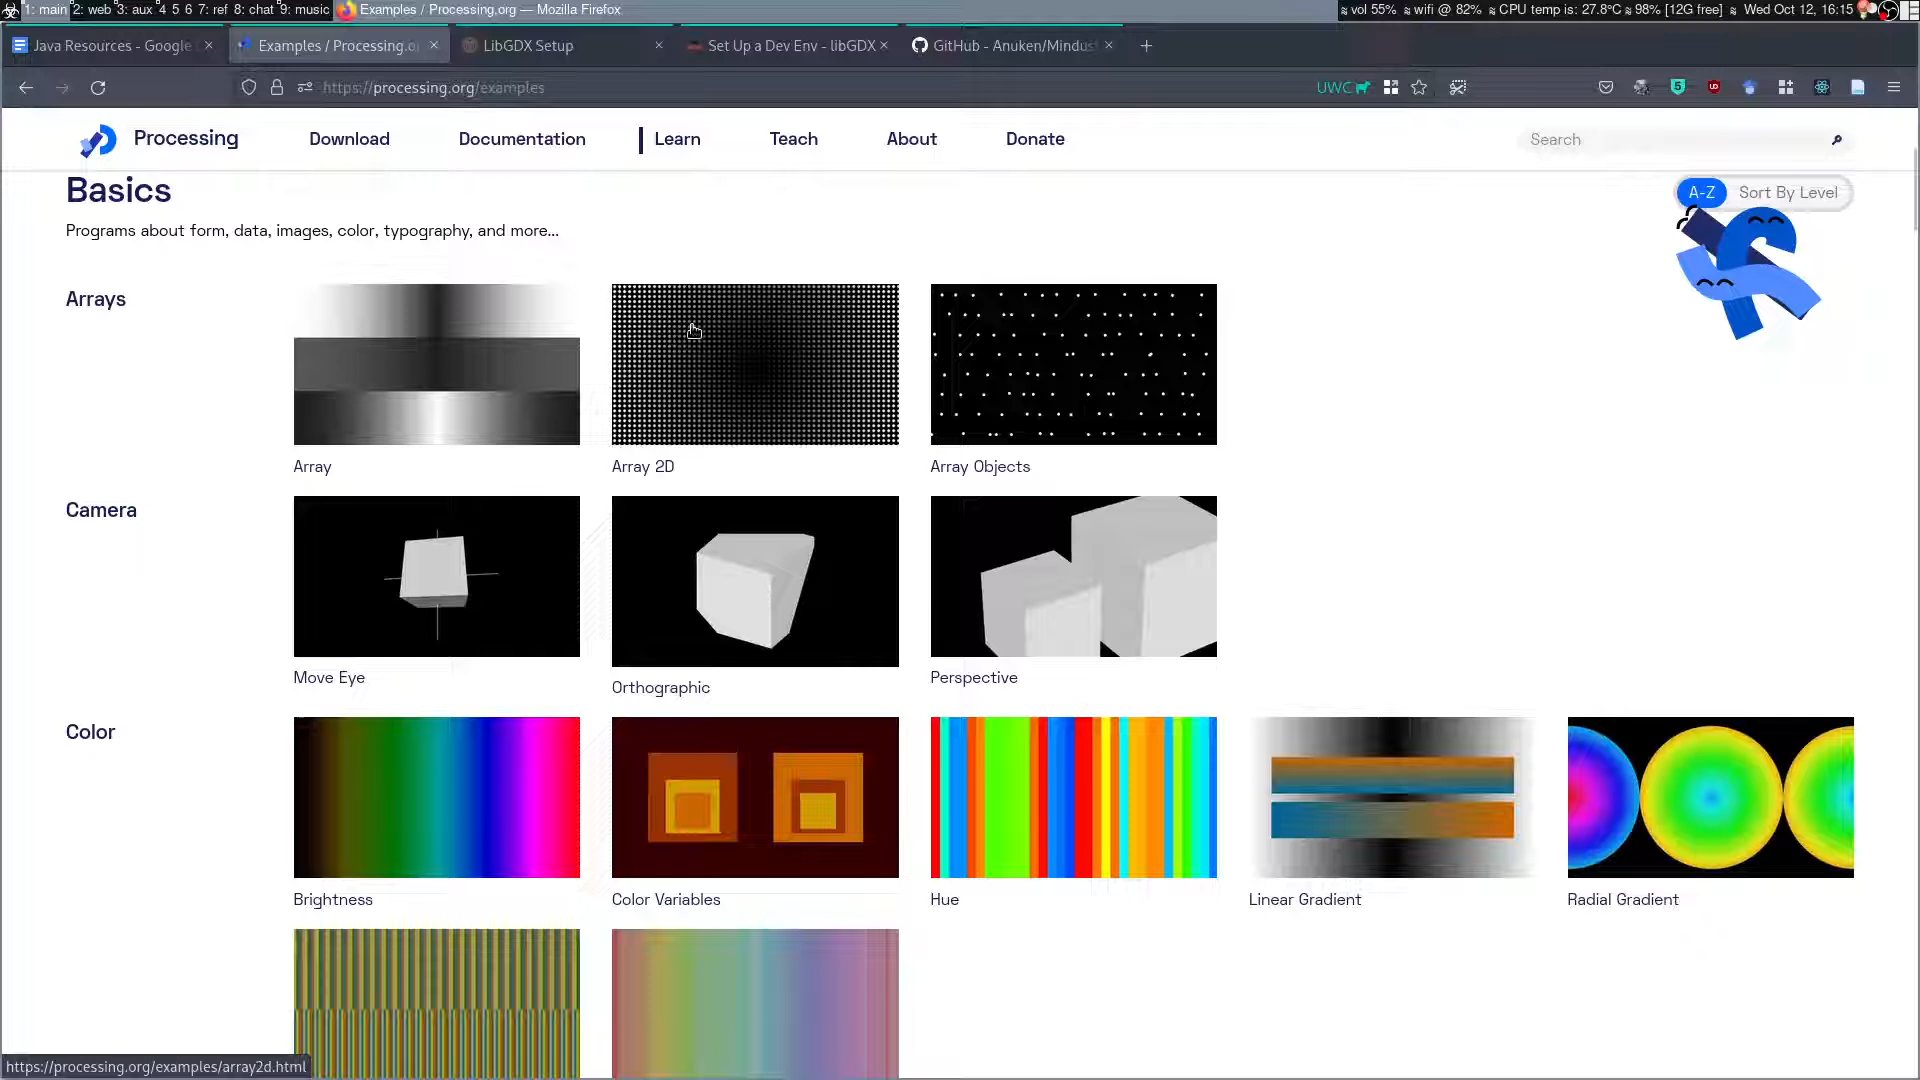 1: main 2: web 3: aux 4 5 6 7: ref 8: chat 9: music Examples / Processing.org — Mozilla Firefox
vol 55% wifi @ 82% CPU temp is: 27.8°C 98% [12G free] Wed Oct 12, 16:15
Java Resources - Google
Examples / Processing.o
LibGDX Setup
Set Up a Dev Env - libGDX
GitHub - Anuken/Mindus
https://processing.org/examples
UWC
Processing
Download
Documentation
Learn
Teach
About
Donate
Search
Basics
A-Z Sort By Level
Programs about form, data, images, color, typography, and more...
Arrays
Array
Array 2D
Array Objects
Camera
Move Eye
Orthographic
Perspective
Color
Brightness
Color Variables
Hue
Linear Gradient
Radial Gradient
https://processing.org/examples/array2d.html